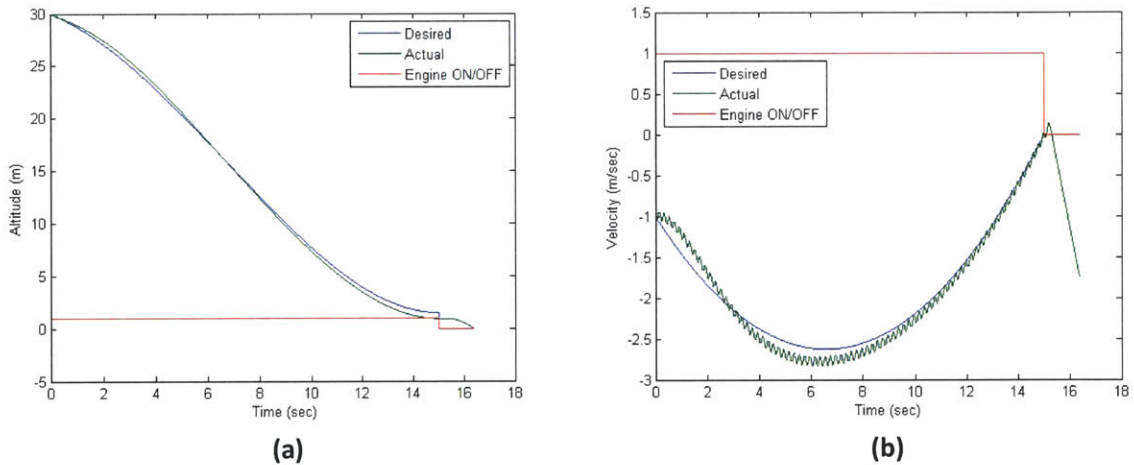 30
25
20
15
10
5
0
-5
Altitude (m)
Desired
Actual
Engine ON/OFF
0 2 4 6 8 10 12 14 16 18
Time (sec)
(a)
1.5
1
0.5
0
-0.5
-1
-1.5
-2
-2.5
-3
Velocity (m/sec)
Desired
Actual
Engine ON/OFF
0 2 4 6 8 10 12 14 16 18
Time (sec)
(b)